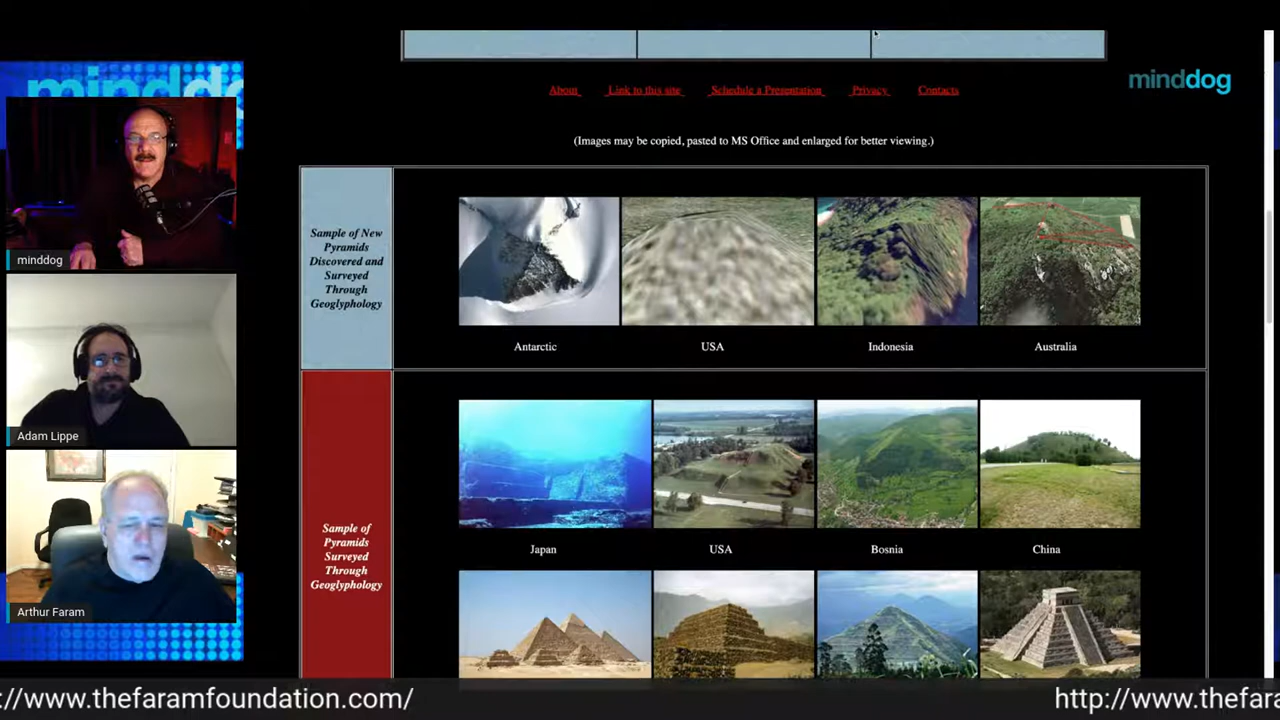 minddog
minddog
About
Link to this site
Schedule a Presentation
Privacy
Contacts
(Images may be copied, pasted to MS Office and enlarged for better viewing.)
Sample of New
Pyramids
Discovered and
Surveyed
Through
Geoglyphology
Antarctic
USA
Indonesia
Australia
minddog
Adam Lippe
Arthur Faram
Sample of
Pyramids
Surveyed
Through
Geoglyphology
Japan
USA
Bosnia
China
://www.thefaramfoundation.com/
http://www.thefara